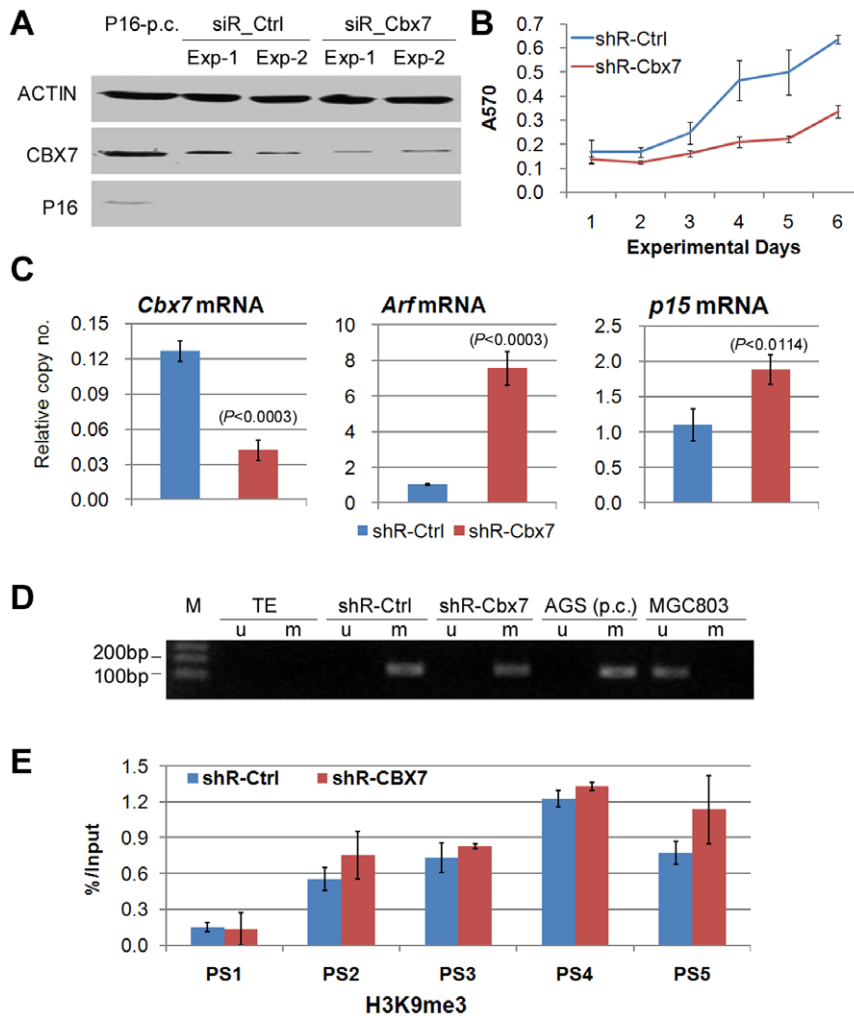 A
P16-p.c. siR_Ctrl siR_Cbx7
Exp-1 Exp-2 Exp-1 Exp-2
ACTIN
CBX7
P16
B
0.7
0.6
0.5
0.4
0.3
0.2
0.1
0.0
A570
shR-Ctrl
shR-Cbx7
1 2 3 4 5 6
Experimental Days
C
Cbx7 mRNA
Relative copy no.
0.15
0.12
0.09
0.06
0.03
0.00
(P<0.0003)
Arf mRNA
10
8
6
4
2
0
(P<0.0003)
p15 mRNA
2.5
2.0
1.5
1.0
0.5
0.0
(P<0.0114)
shR-Ctrl shR-Cbx7
D
M TE shR-Ctrl shR-Cbx7 AGS (p.c.) MGC803
u m u m u m u m u m
200bp
100bp
E
1.5
1.2
0.9
0.6
0.3
0.0
%/Input
shR-Ctrl shR-CBX7
PS1 PS2 PS3 PS4 PS5
H3K9me3